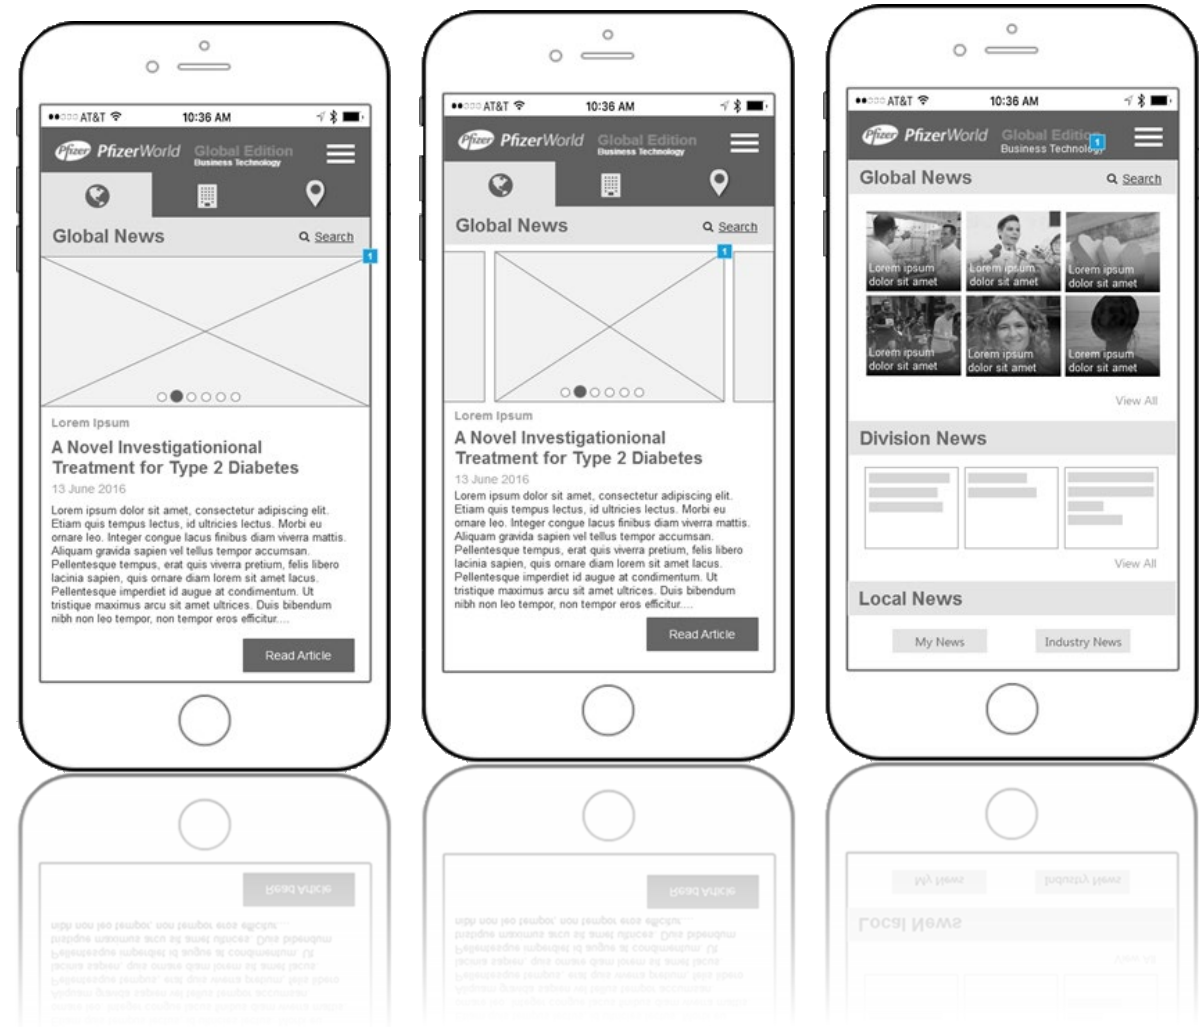 AT&T
10:36 AM
Pfizer PfizerWorld
Global Edition
Business Technology
Global News
Search
1
Lorem Ipsum
A Novel Investigationional
Treatment for Type 2 Diabetes
13 June 2016
Lorem ipsum dolor sit amet, consectetur adipiscing elit.
Etiam quis tempus lectus, id ultricies lectus. Morbi eu
ornare leo. Integer congue lacus finibus diam viverra mattis.
Aliquam gravida sapien vel tellus tempor accumsan.
Pellentesque tempus, erat quis viverra pretium, felis libero
lacinia sapien, quis ornare diam lorem sit amet lacus.
Pellentesque imperdiet id augue at condimentum. Ut
tristique maximus arcu sit amet ultrices. Duis bibendum
nibh non leo tempor, non tempor eros efficitur....
Read Article
AT&T
10:36 AM
Pfizer PfizerWorld
Global Edition
Business Technology
Global News
Search
1
Lorem Ipsum
A Novel Investigationional
Treatment for Type 2 Diabetes
13 June 2016
Lorem ipsum dolor sit amet, consectetur adipiscing elit.
Etiam quis tempus lectus, id ultricies lectus. Morbi eu
ornare leo. Integer congue lacus finibus diam viverra mattis.
Aliquam gravida sapien vel tellus tempor accumsan.
Pellentesque tempus, erat quis viverra pretium, felis libero
lacinia sapien, quis ornare diam lorem sit amet lacus.
Pellentesque imperdiet id augue at condimentum. Ut
tristique maximus arcu sit amet ultrices. Duis bibendum
nibh non leo tempor, non tempor eros efficitur....
Read Article
AT&T
10:36 AM
Pfizer PfizerWorld
Global Edition
1
Business Technology
Global News
Search
Lorem ipsum
dolor sit amet
Lorem ipsum
dolor sit amet
Lorem ipsum
dolor sit amet
Lorem ipsum
dolor sit amet
Lorem ipsum
dolor sit amet
Lorem ipsum
dolor sit amet
View All
Division News
View All
Local News
My News
Industry News